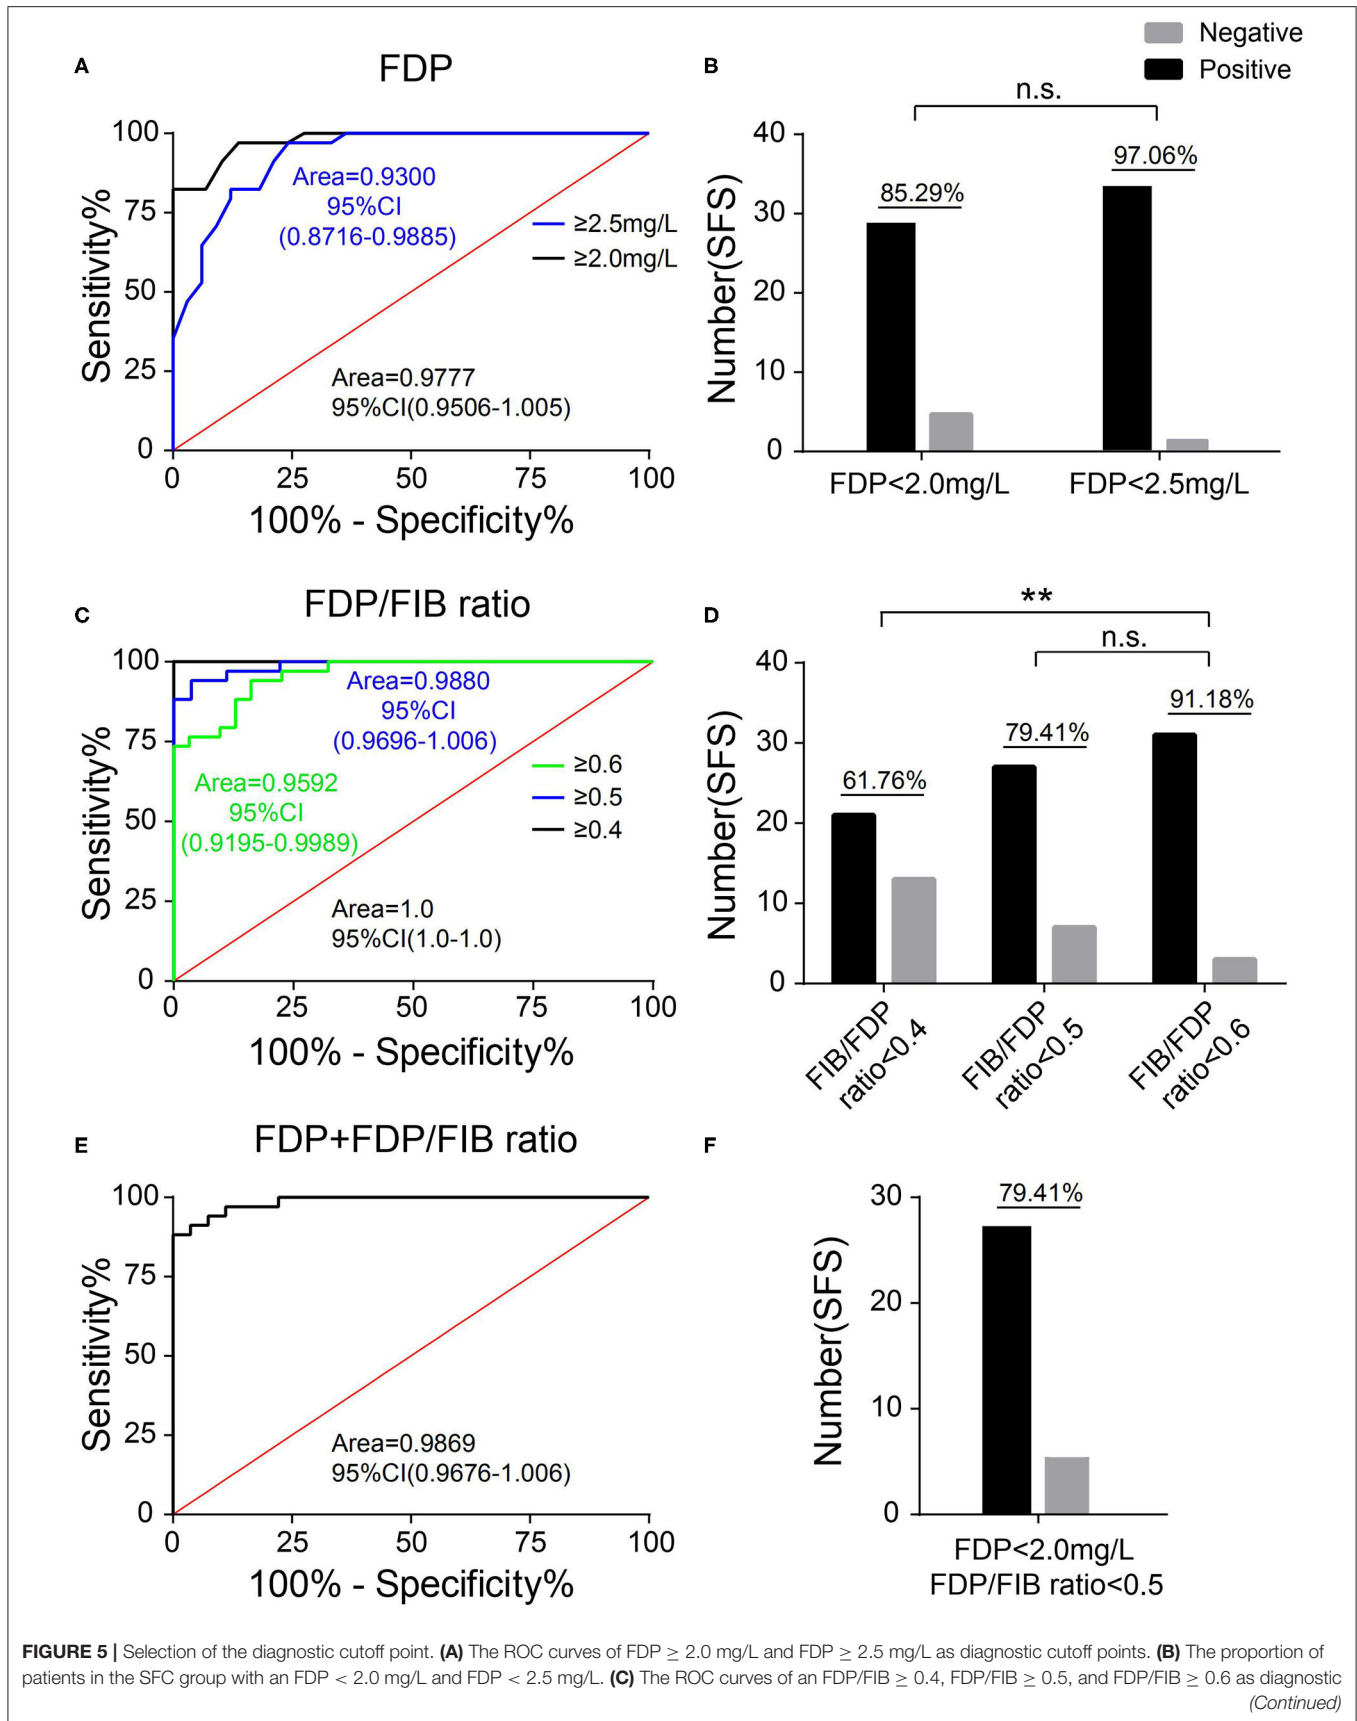 Negative
Positive
A
FDP
100
75
50
25
0
Sensitivity%
Area=0.9300
95%CI
(0.8716-0.9885)
≥2.5mg/L
≥2.0mg/L
Area=0.9777
95%CI(0.9506-1.005)
0 25 50 75 100
100% - Specificity%
B
n.s.
40
30
20
10
0
Number(SFS)
85.29%
97.06%
FDP<2.0mg/L FDP<2.5mg/L
C
FDP/FIB ratio
100
75
50
25
0
Sensitivity%
Area=0.9880
95%CI
(0.9696-1.006)
Area=0.9592
95%CI
(0.9195-0.9989)
≥0.6
≥0.5
≥0.4
Area=1.0
95%CI(1.0-1.0)
0 25 50 75 100
100% - Specificity%
D
**
n.s.
40
30
20
10
0
Number(SFS)
61.76%
79.41%
91.18%
FIB/FDP
ratio<0.4
FIB/FDP
ratio<0.5
FIB/FDP
ratio<0.6
E
FDP+FDP/FIB ratio
100
75
50
25
0
Sensitivity%
Area=0.9869
95%CI(0.9676-1.006)
0 25 50 75 100
100% - Specificity%
F
30
20
10
0
Number(SFS)
79.41%
FDP<2.0mg/L
FDP/FIB ratio<0.5
FIGURE 5 | Selection of the diagnostic cutoff point. (A) The ROC curves of FDP ≥ 2.0 mg/L and FDP ≥ 2.5 mg/L as diagnostic cutoff points. (B) The proportion of
patients in the SFC group with an FDP < 2.0 mg/L and FDP < 2.5 mg/L. (C) The ROC curves of an FDP/FIB ≥ 0.4, FDP/FIB ≥ 0.5, and FDP/FIB ≥ 0.6 as diagnostic
(Continued)